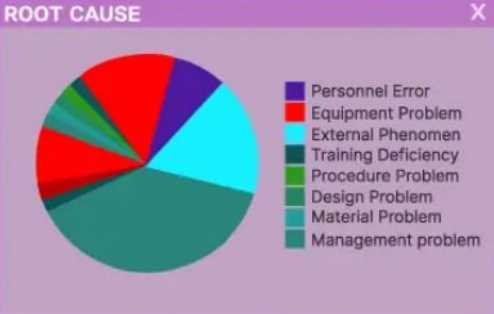 ROOT CAUSE X
Personnel Error
Equipment Problem
External Phenomen
Training Deficiency
Procedure Problem
Design Problem
Material Problem
Management problem